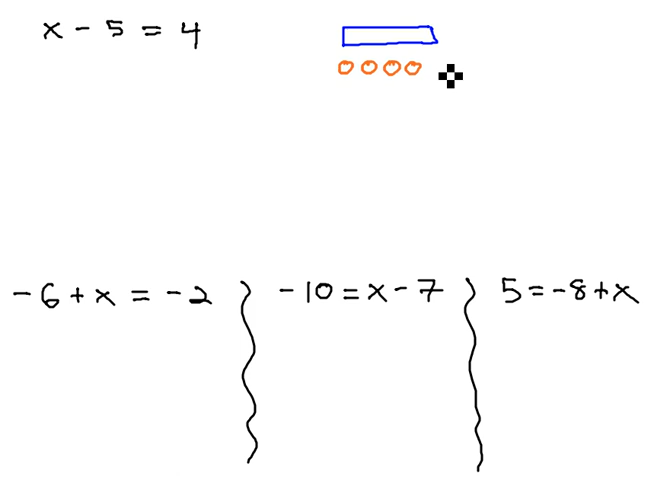 x - 5 = 4
-6 + x = -2
-10 = x - 7
5 = -8 + x